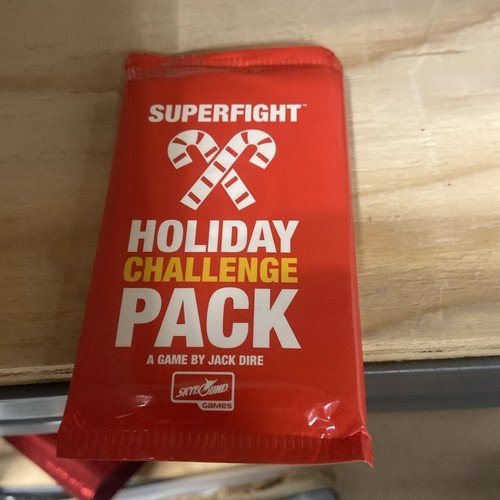 SUPERFIGHT™
HOLIDAY
CHALLENGE
PACK
A GAME BY JACK DIRE
SKYBOUND
GAMES